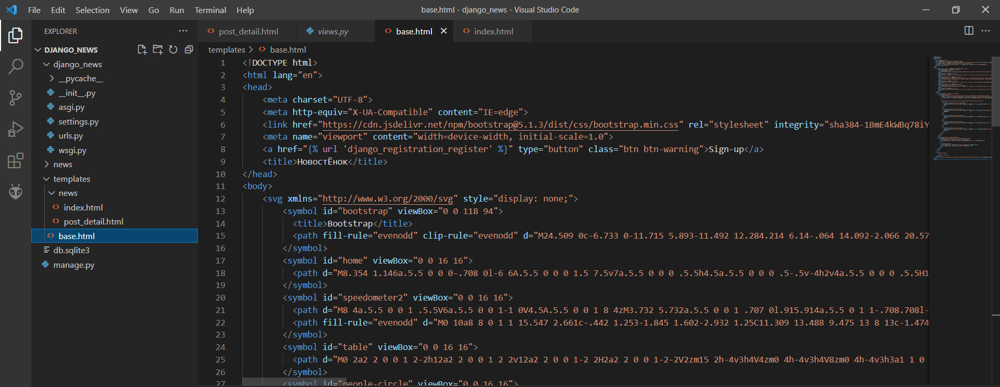 File Edit Selection View Go Run Terminal Help
base.html - django_news - Visual Studio Code
EXPLORER
DJANGO_NEWS
django_news
__pycache__
__init__.py
asgi.py
settings.py
urls.py
wsgi.py
news
templates
news
index.html
post_detail.html
base.html
db.sqlite3
manage.py
post_detail.html views.py base.html index.html
templates > base.html
1 <!DOCTYPE html>
2 <html lang="en">
3 <head>
4 <meta charset="UTF-8">
5 <meta http-equiv="X-UA-Compatible" content="IE=edge">
6 <link href="https://cdn.jsdelivr.net/npm/bootstrap@5.1.3/dist/css/bootstrap.min.css" rel="stylesheet" integrity="sha384-1BmE4kWBq78iY
7 <meta name="viewport" content="width=device-width, initial-scale=1.0">
8 <a href="{% url 'django_registration_register' %}" type="button" class="btn btn-warning">Sign-up</a>
9 <title>НовостЁнок</title>
10 </head>
11 <body>
12 <svg xmlns="http://www.w3.org/2000/svg" style="display: none;">
13 <symbol id="bootstrap" viewBox="0 0 118 94">
14 <title>Bootstrap</title>
15 <path fill-rule="evenodd" clip-rule="evenodd" d="M24.509 0c-6.733 0-11.715 5.893-11.492 12.284.214 6.14-.064 14.092-2.066 20.57
16 </symbol>
17 <symbol id="home" viewBox="0 0 16 16">
18 <path d="M8.354 1.146a.5.5 0 0 0-.708 0l-6 6A.5.5 0 0 0 1.5 7.5v7a.5.5 0 0 0 .5.5h4.5a.5.5 0 0 0 .5-.5v-4h2v4a.5.5 0 0 0 .5.5H1
19 </symbol>
20 <symbol id="speedometer2" viewBox="0 0 16 16">
21 <path d="M8 4a.5.5 0 0 1 .5.5V6a.5.5 0 0 1-1 0V4.5A.5.5 0 0 1 8 4zM3.732 5.732a.5.5 0 0 1 .707 0l.915.914a.5.5 0 1 1-.708.708l-
22 <path fill-rule="evenodd" d="M0 10a8 8 0 1 1 15.547 2.661c-.442 1.253-1.845 1.602-2.932 1.25C11.309 13.488 9.475 13 8 13c-1.474
23 </symbol>
24 <symbol id="table" viewBox="0 0 16 16">
25 <path d="M0 2a2 2 0 0 1 2-2h12a2 2 0 0 1 2 2v12a2 2 0 0 1-2 2H2a2 2 0 0 1-2-2V2zm15 2h-4v3h4V4zm0 4h-4v3h4V8zm0 4h-4v3h3a1 1 0
26 </symbol>
27 <symbol id="people-circle" viewBox="0 0 16 16">